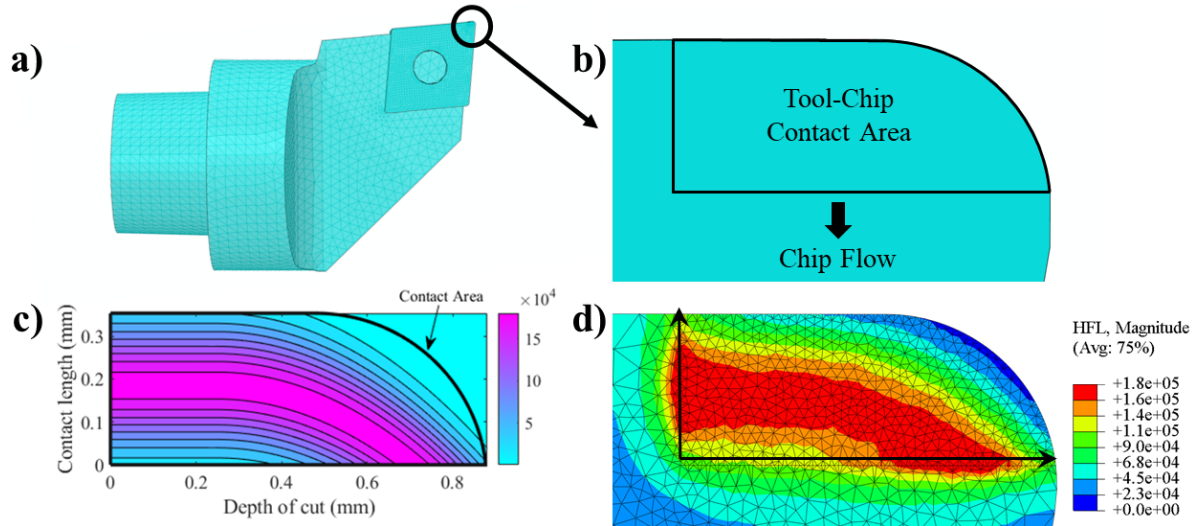 a)
b)
Tool-Chip
Contact Area
Chip Flow
c)
Contact Area
×10⁴
0.3
0.2
0.1
0
Contact length (mm)
0
0.2
0.4
0.6
0.8
Depth of cut (mm)
15
10
5
d)
HFL, Magnitude
(Avg: 75%)
+1.8e+05
+1.6e+05
+1.4e+05
+1.1e+05
+9.0e+04
+6.8e+04
+4.5e+04
+2.3e+04
+0.0e+00